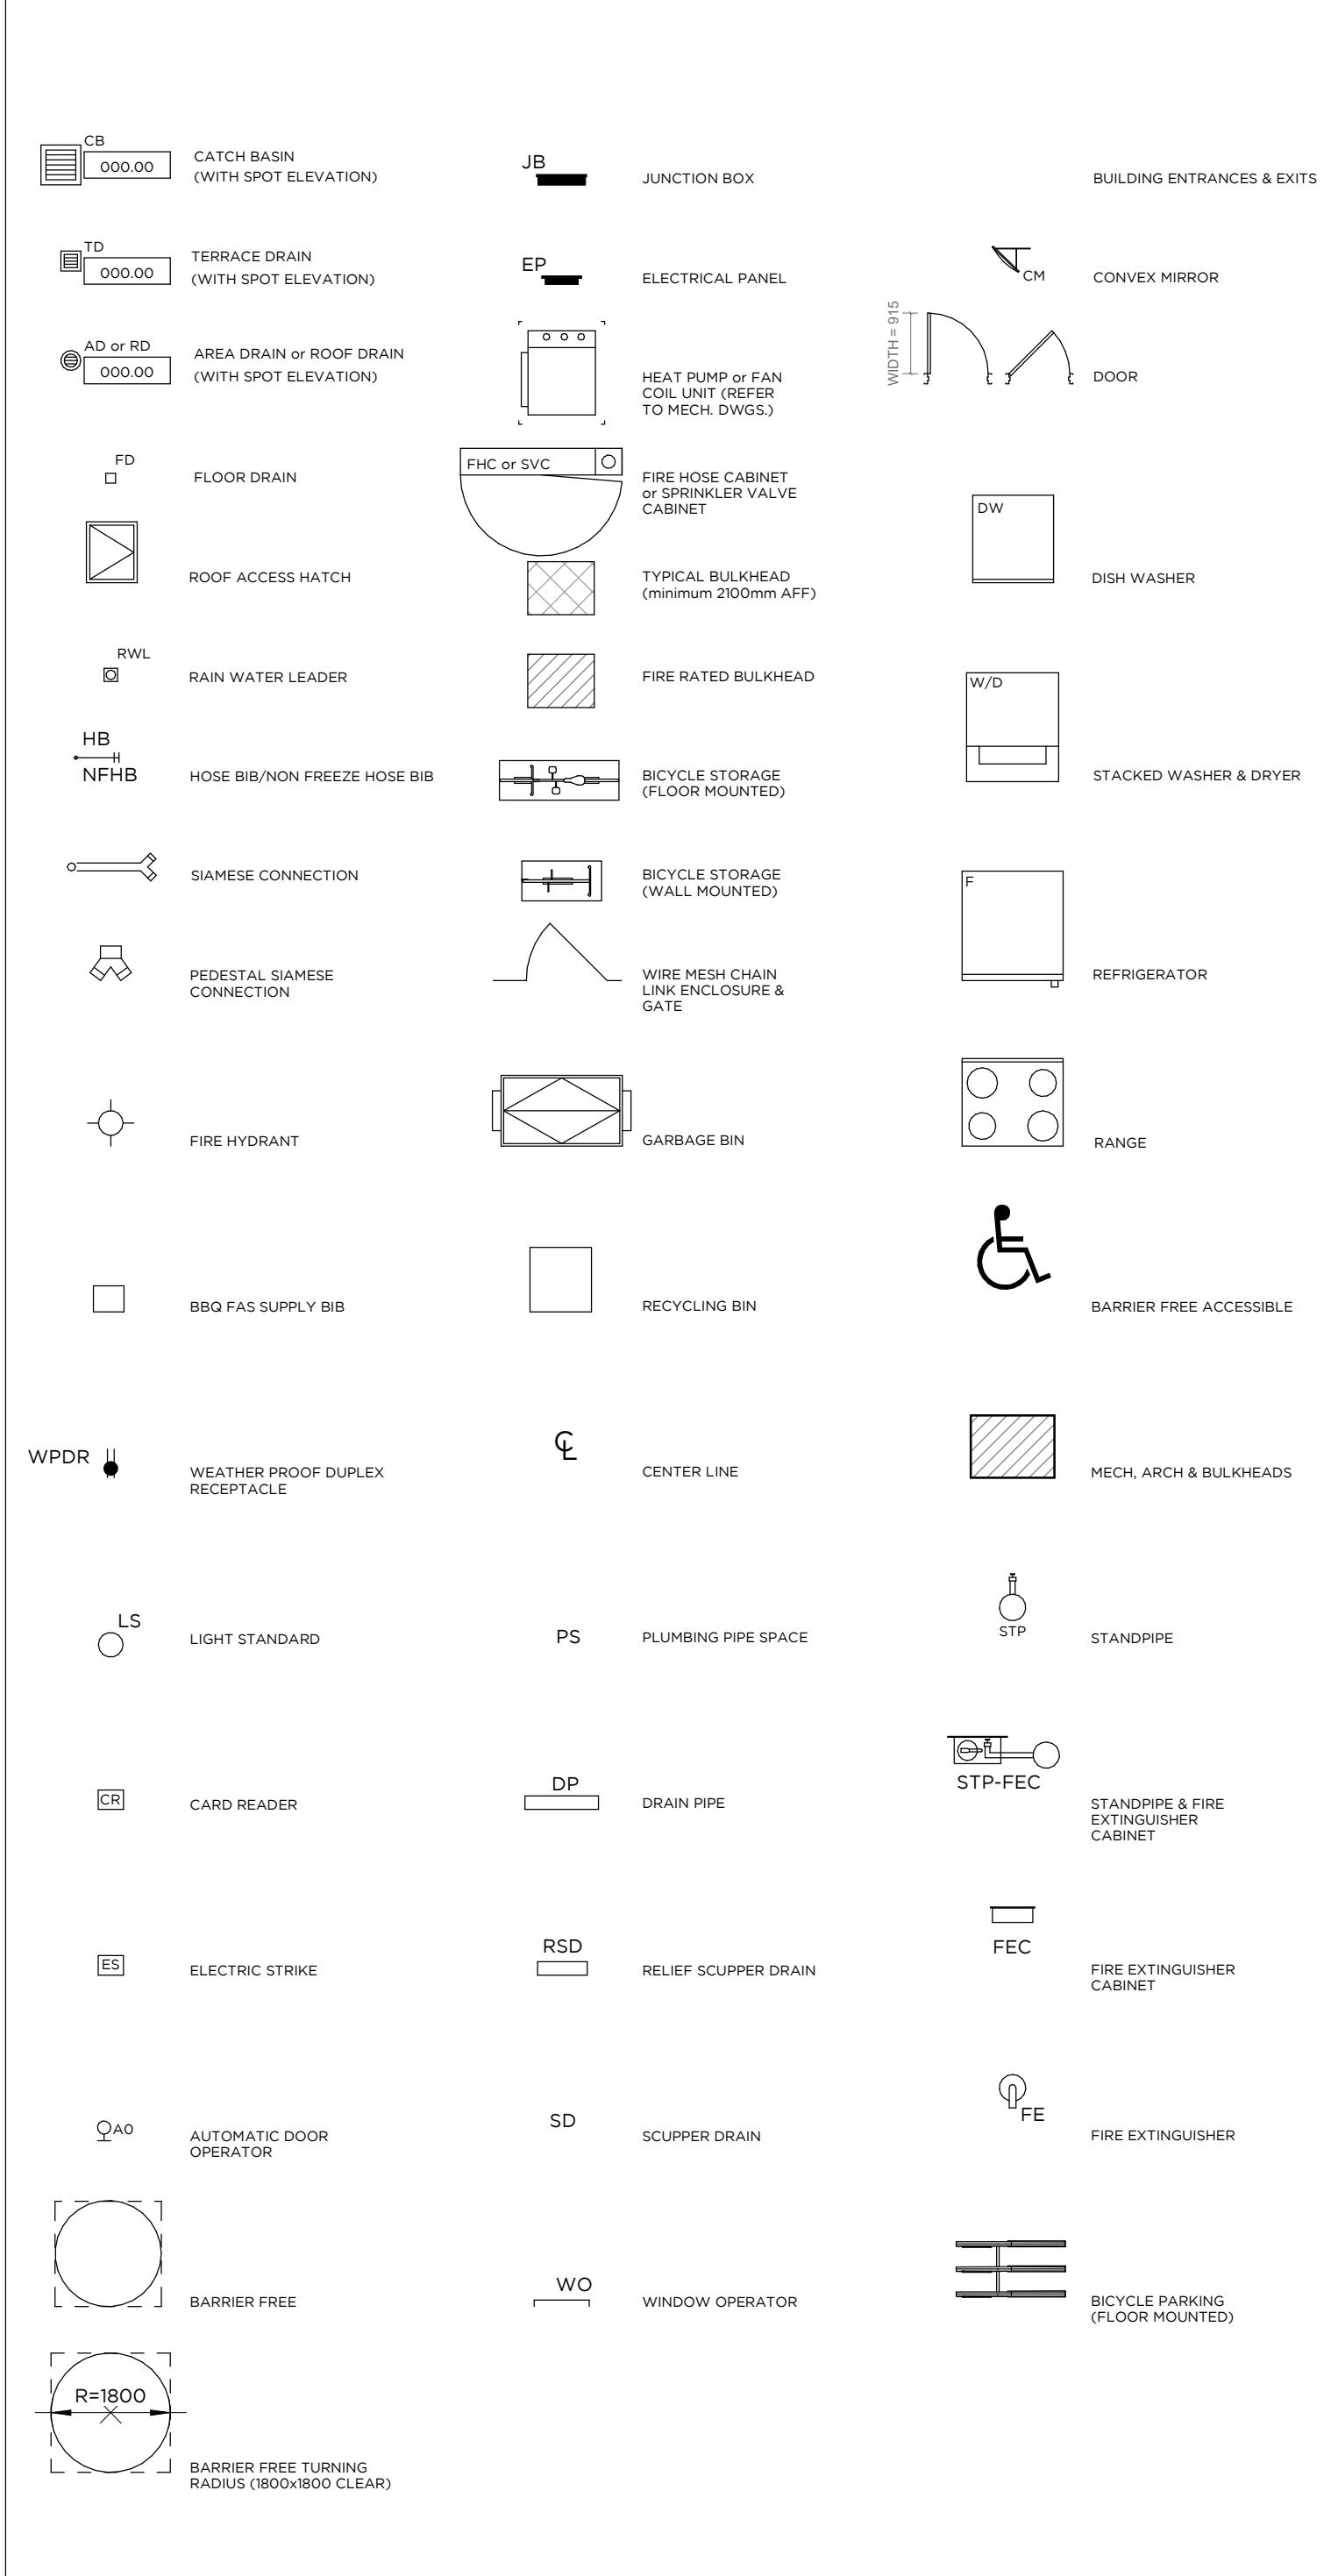 CB
000.00
CATCH BASIN
(WITH SPOT ELEVATION)
TD
000.00
TERRACE DRAIN
(WITH SPOT ELEVATION)
AD or RD
000.00
AREA DRAIN or ROOF DRAIN
(WITH SPOT ELEVATION)
FD
FLOOR DRAIN
ROOF ACCESS HATCH
RWL
RAIN WATER LEADER
HB
NFHB
HOSE BIB/NON FREEZE HOSE BIB
SIAMESE CONNECTION
PEDESTAL SIAMESE
CONNECTION
FIRE HYDRANT
BBQ FAS SUPPLY BIB
WPDR
WEATHER PROOF DUPLEX
RECEPTACLE
LS
LIGHT STANDARD
CR
CARD READER
ES
ELECTRIC STRIKE
A0
AUTOMATIC DOOR
OPERATOR
BARRIER FREE
R=1800
BARRIER FREE TURNING
RADIUS (1800x1800 CLEAR)
JB
JUNCTION BOX
EP
ELECTRICAL PANEL
HEAT PUMP or FAN
COIL UNIT (REFER
TO MECH. DWGS.)
FHC or SVC
FIRE HOSE CABINET
or SPRINKLER VALVE
CABINET
TYPICAL BULKHEAD
(minimum 2100mm AFF)
FIRE RATED BULKHEAD
BICYCLE STORAGE
(FLOOR MOUNTED)
BICYCLE STORAGE
(WALL MOUNTED)
WIRE MESH CHAIN
LINK ENCLOSURE &
GATE
GARBAGE BIN
RECYCLING BIN
CL
CENTER LINE
PS
PLUMBING PIPE SPACE
DP
DRAIN PIPE
RSD
RELIEF SCUPPER DRAIN
SD
SCUPPER DRAIN
WO
WINDOW OPERATOR
BUILDING ENTRANCES & EXITS
CM
CONVEX MIRROR
WIDTH = 915
DOOR
DW
DISH WASHER
W/D
STACKED WASHER & DRYER
F
REFRIGERATOR
RANGE
BARRIER FREE ACCESSIBLE
MECH, ARCH & BULKHEADS
STP
STANDPIPE
STP-FEC
STANDPIPE & FIRE
EXTINGUISHER
CABINET
FEC
FIRE EXTINGUISHER
CABINET
FE
FIRE EXTINGUISHER
BICYCLE PARKING
(FLOOR MOUNTED)